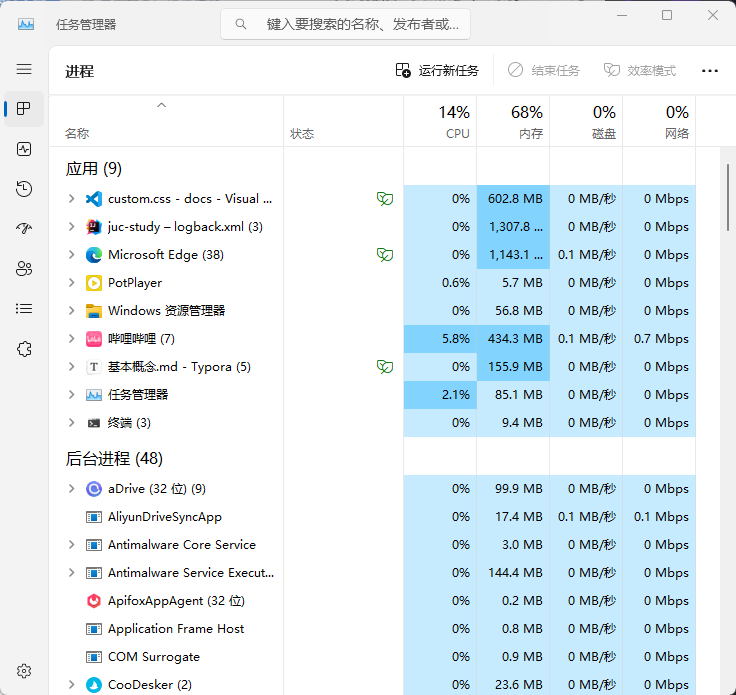 任务管理器
键入要搜索的名称、发布者或...
进程
运行新任务 结束任务 效率模式
14% 68% 0% 0%
名称 状态 CPU 内存 磁盘 网络
应用 (9)
custom.css - docs - Visual ... 0% 602.8 MB 0 MB/秒 0 Mbps
juc-study – logback.xml (3) 0% 1,307.8 ... 0 MB/秒 0 Mbps
Microsoft Edge (38) 0% 1,143.1 ... 0.1 MB/秒 0 Mbps
PotPlayer 0.6% 5.7 MB 0 MB/秒 0 Mbps
Windows 资源管理器 0% 56.8 MB 0 MB/秒 0 Mbps
哔哩哔哩 (7) 5.8% 434.3 MB 0.1 MB/秒 0.7 Mbps
T 基本概念.md - Typora (5) 0% 155.9 MB 0 MB/秒 0 Mbps
任务管理器 2.1% 85.1 MB 0 MB/秒 0 Mbps
终端 (3) 0% 9.4 MB 0 MB/秒 0 Mbps
后台进程 (48)
aDrive (32 位) (9) 0% 99.9 MB 0 MB/秒 0 Mbps
AliyunDriveSyncApp 0% 17.4 MB 0.1 MB/秒 0.1 Mbps
Antimalware Core Service 0% 3.0 MB 0 MB/秒 0 Mbps
Antimalware Service Execut... 0% 144.4 MB 0 MB/秒 0 Mbps
ApifoxAppAgent (32 位) 0% 0.2 MB 0 MB/秒 0 Mbps
Application Frame Host 0% 0.8 MB 0 MB/秒 0 Mbps
COM Surrogate 0% 0.9 MB 0 MB/秒 0 Mbps
CooDesker (2) 0% 23.6 MB 0 MB/秒 0 Mbps